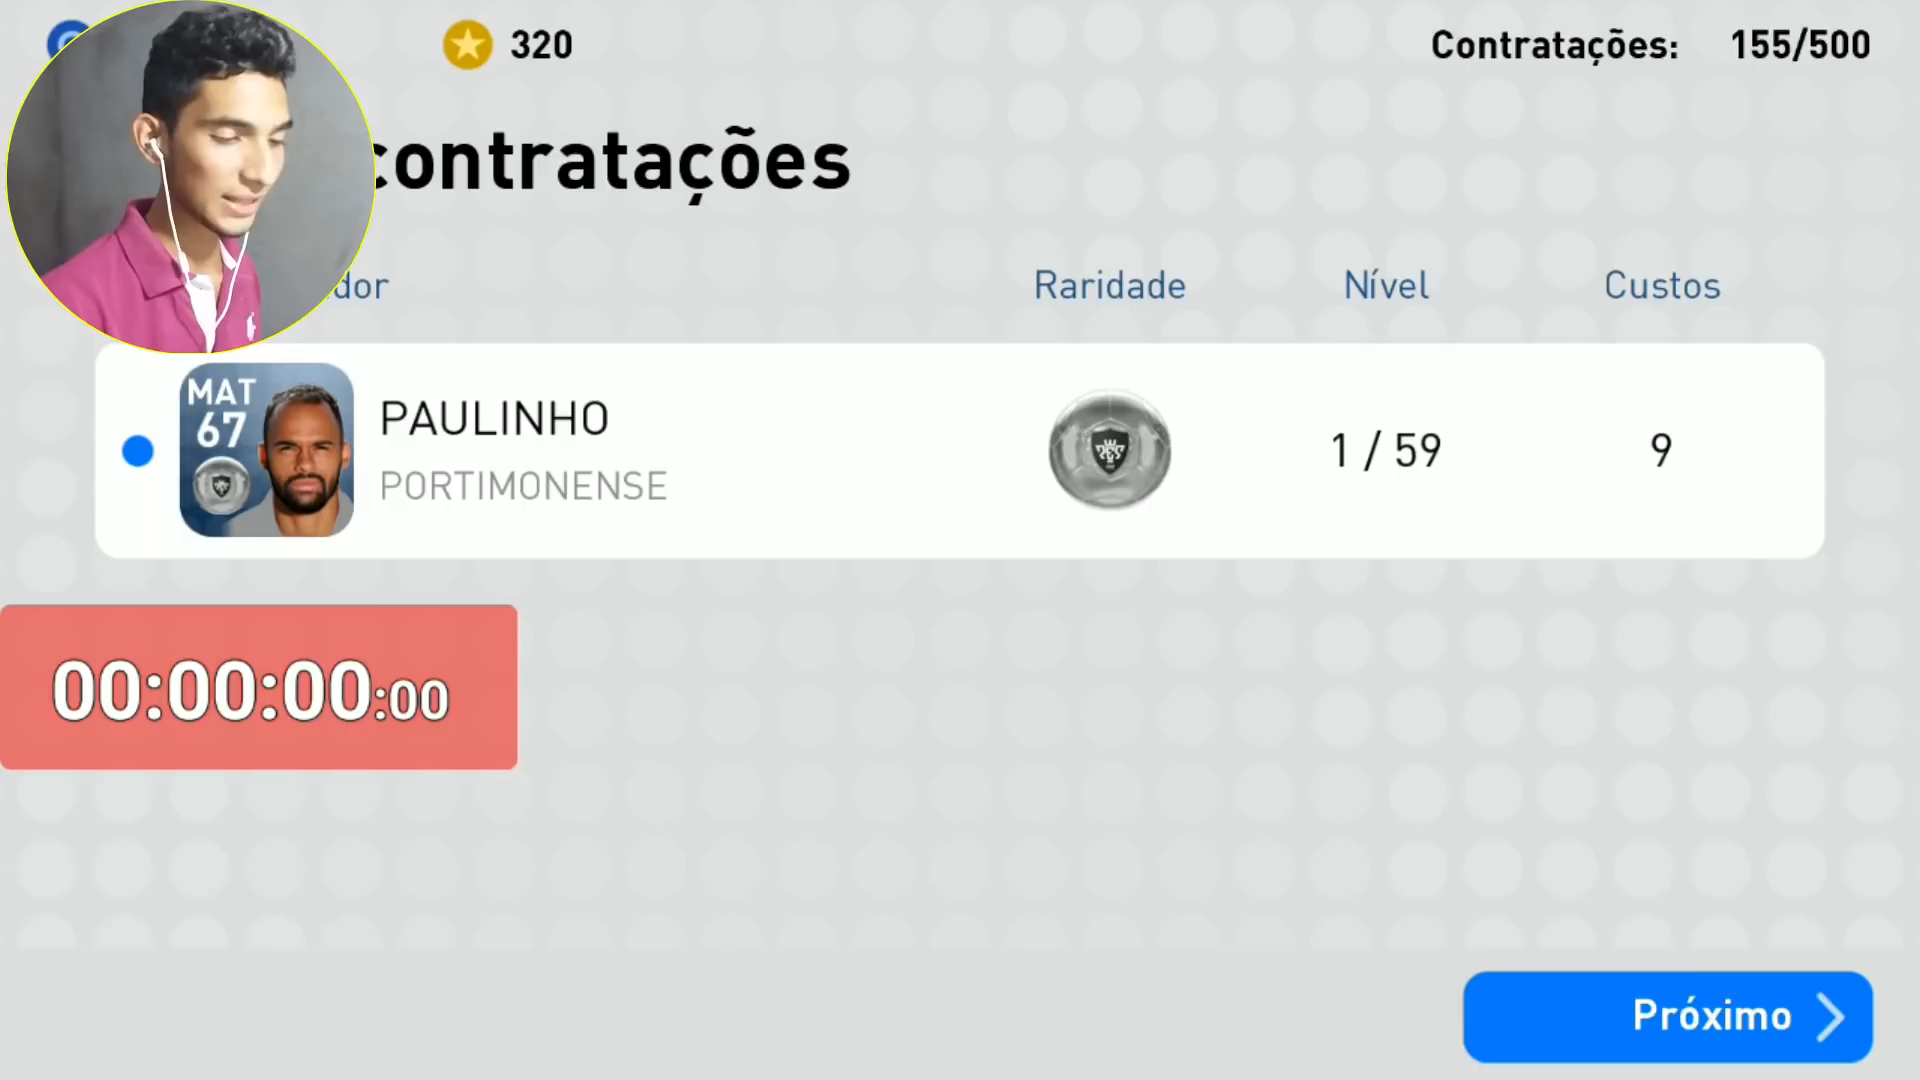 320
Contratações: 155/500
contratações
dor
Raridade
Nível
Custos
MAT
67
PAULINHO
PORTIMONENSE
1 / 59
9
00:00:00:00
Próximo